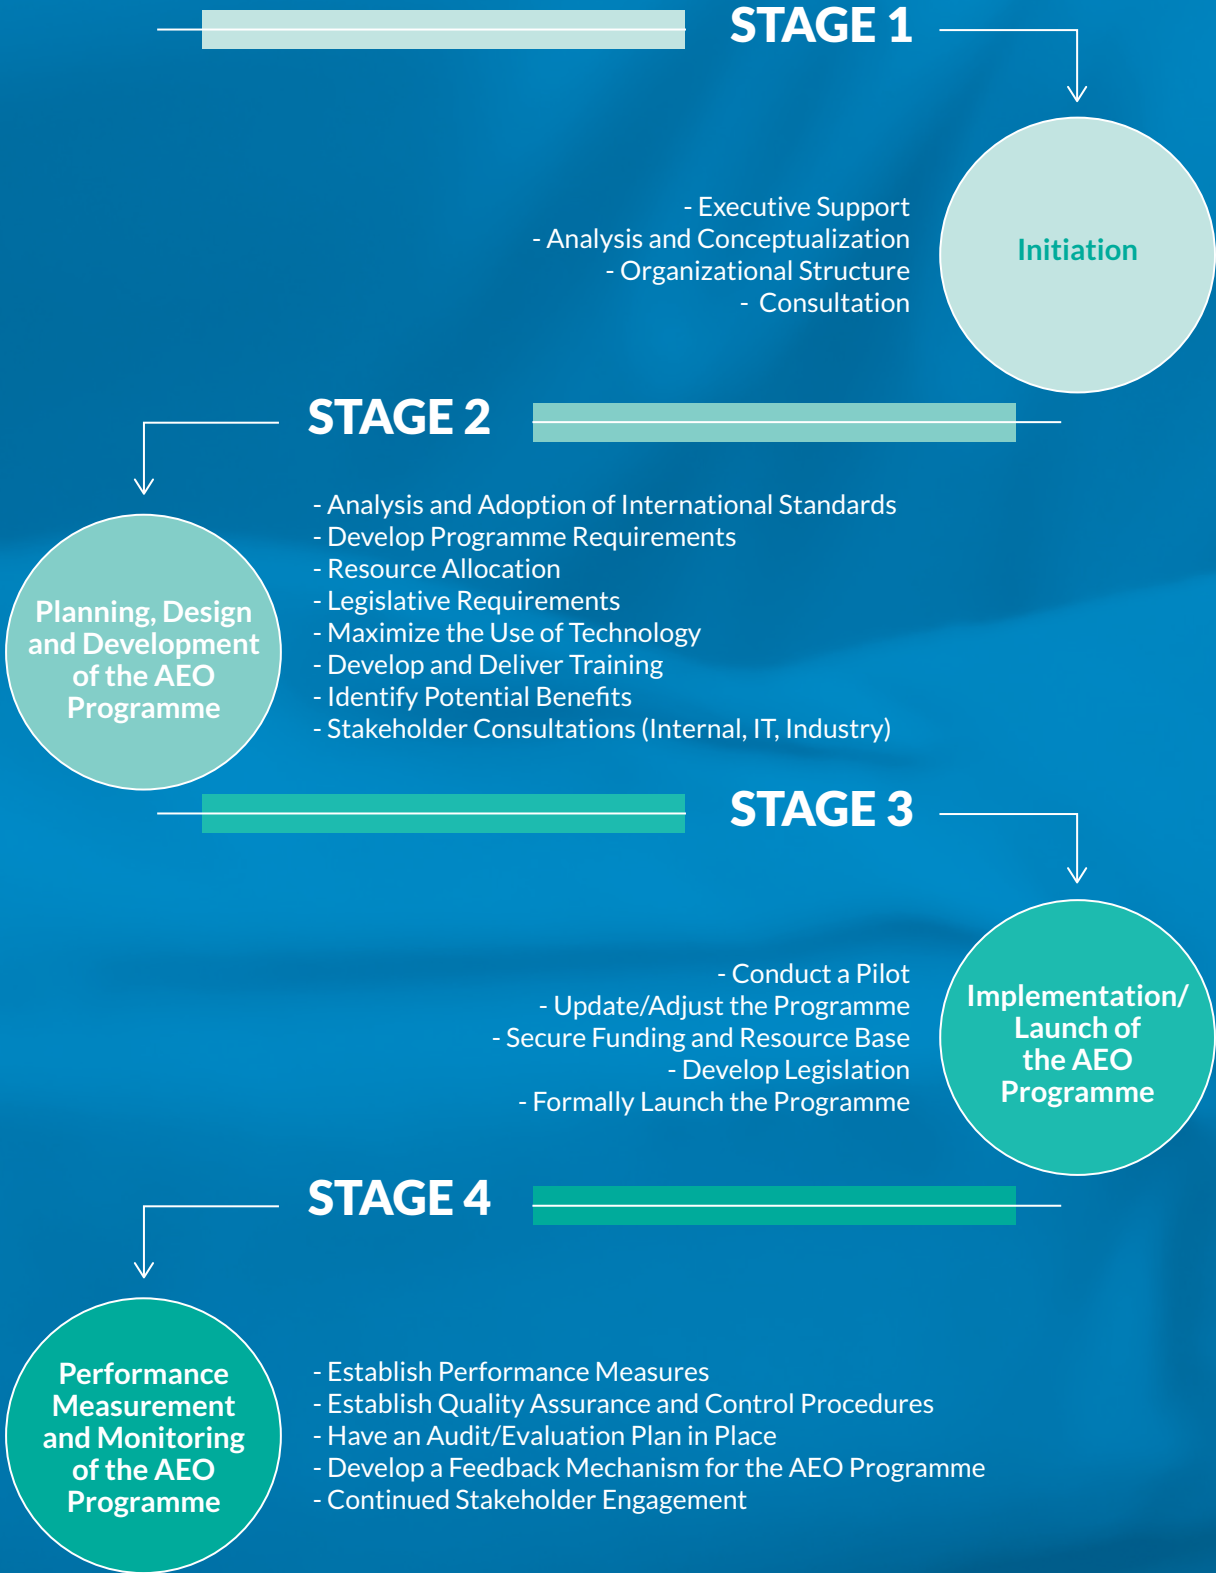 STAGE 1
Initiation
- Executive Support
- Analysis and Conceptualization
- Organizational Structure
- Consultation
STAGE 2
Planning, Design
and Development
of the AEO
Programme
- Analysis and Adoption of International Standards
- Develop Programme Requirements
- Resource Allocation
- Legislative Requirements
- Maximize the Use of Technology
- Develop and Deliver Training
- Identify Potential Benefits
- Stakeholder Consultations (Internal, IT, Industry)
STAGE 3
Implementation/
Launch of
the AEO
Programme
- Conduct a Pilot
- Update/Adjust the Programme
- Secure Funding and Resource Base
- Develop Legislation
- Formally Launch the Programme
STAGE 4
Performance
Measurement
and Monitoring
of the AEO
Programme
- Establish Performance Measures
- Establish Quality Assurance and Control Procedures
- Have an Audit/Evaluation Plan in Place
- Develop a Feedback Mechanism for the AEO Programme
- Continued Stakeholder Engagement